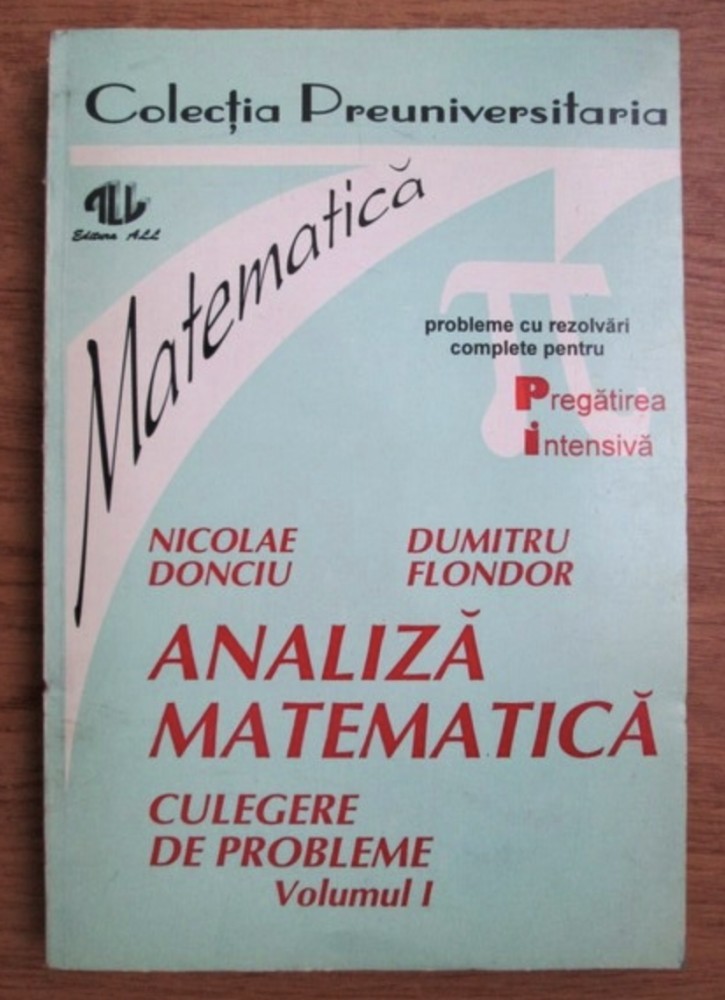 Colecția Preuniversitaria
ALL
Editura ALL
Matematică
π
probleme cu rezolvări
complete pentru
Pregătirea
intensivă
NICOLAE DONCIU
DUMITRU FLONDOR
ANALIZĂ
MATEMATICĂ
CULEGERE
DE PROBLEME
Volumul I